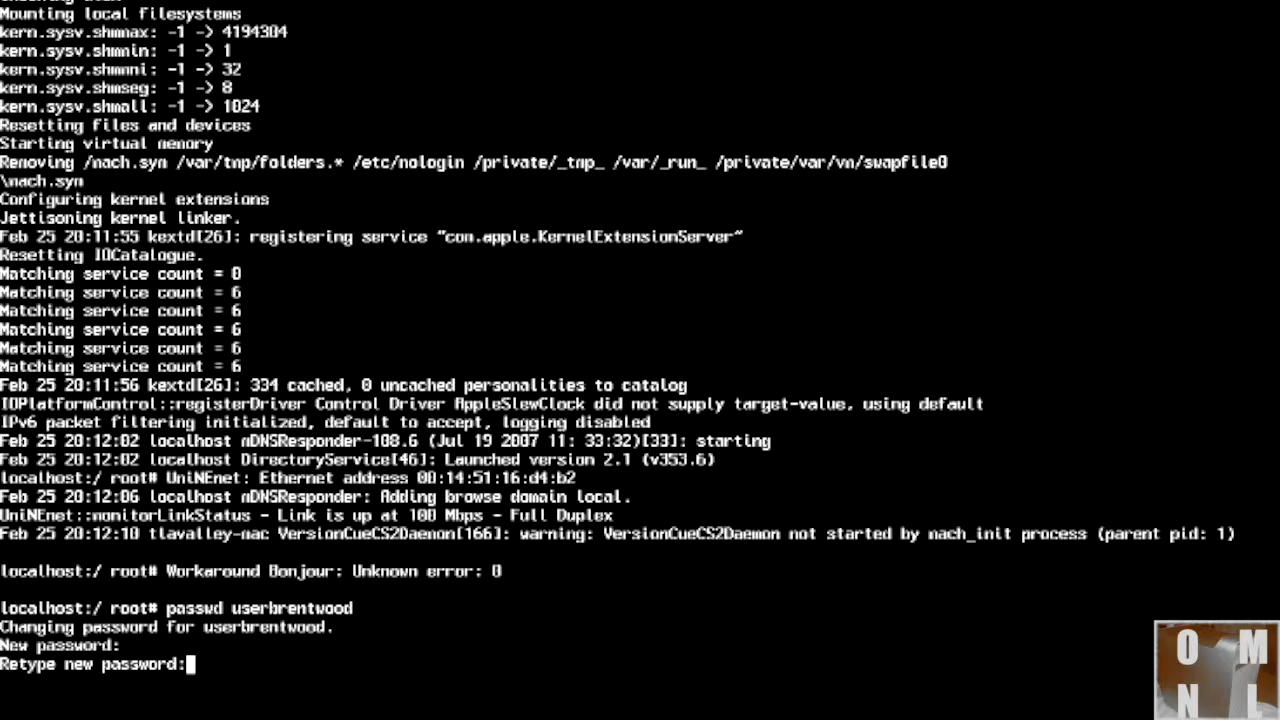 Mounting local filesystems
kern.sysv.shmmax: -1 -> 4194304
kern.sysv.shmmin: -1 -> 1
kern.sysv.shmmni: -1 -> 32
kern.sysv.shmseg: -1 -> 8
kern.sysv.shmall: -1 -> 1024
Resetting files and devices
Starting virtual memory
Removing /mach.sym /var/tmp/folders.* /etc/nologin /private/_tmp_ /var/_run_ /private/var/vm/swapfile0
\mach.sym
Configuring kernel extensions
Jettisoning kernel linker.
Feb 25 20:11:55 kextd[26]: registering service "com.apple.KernelExtensionServer"
Resetting IOCatalogue.
Matching service count = 0
Matching service count = 6
Matching service count = 6
Matching service count = 6
Matching service count = 6
Matching service count = 6
Feb 25 20:11:56 kextd[26]: 334 cached, 0 uncached personalities to catalog
IOPlatformControl::registerDriver Control Driver AppleSlewClock did not supply target-value, using default
IPv6 packet filtering initialized, default to accept, logging disabled
Feb 25 20:12:02 localhost mDNSResponder-108.6 (Jul 19 2007 11: 33:32)[33]: starting
Feb 25 20:12:02 localhost DirectoryService[46]: Launched version 2.1 (v353.6)
localhost:/ root# UniNEnet: Ethernet address 00:14:51:16:d4:b2
Feb 25 20:12:06 localhost mDNSResponder: Adding browse domain local.
UniNEnet::monitorLinkStatus - Link is up at 100 Mbps - Full Duplex
Feb 25 20:12:10 tlavalley-mac VersionCueCS2Daemon[166]: warning: VersionCueCS2Daemon not started by mach_init process (parent pid: 1)
localhost:/ root# Workaround Bonjour: Unknown error: 0
localhost:/ root# passwd userbrentwood
Changing password for userbrentwood.
New password:
Retype new password:
O M
N L